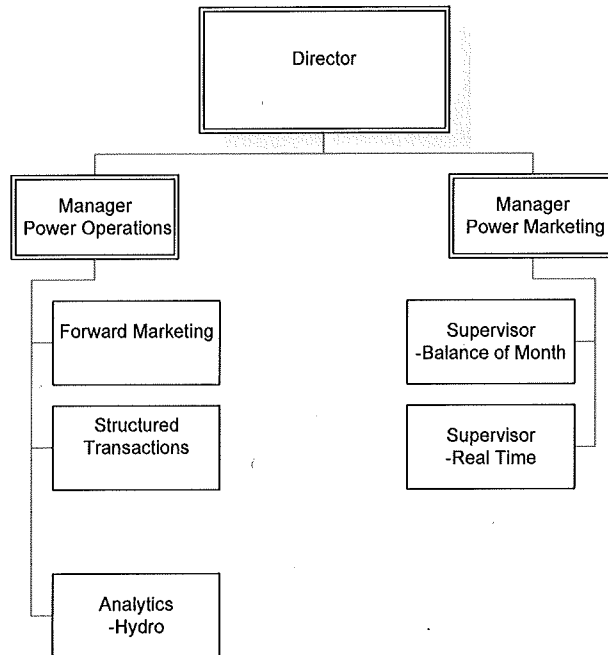 Director
Manager
Power Operations
Manager
Power Marketing
Forward Marketing
Structured
Transactions
Analytics
-Hydro
Supervisor
-Balance of Month
Supervisor
-Real Time